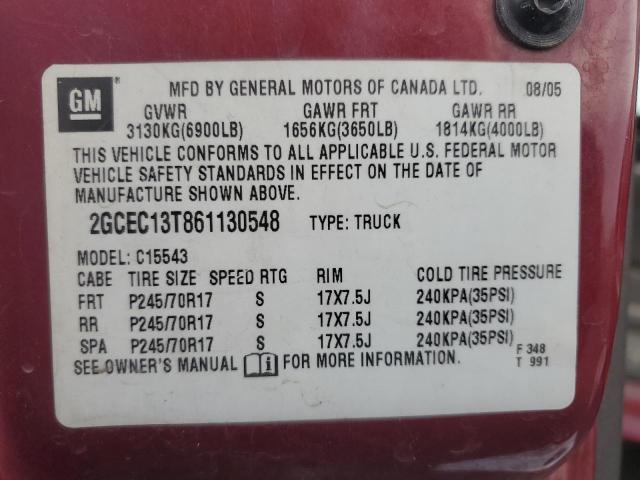 GM
MFD BY GENERAL MOTORS OF CANADA LTD. 08/05
GVWR GAWR FRT GAWR RR
3130KG(6900LB) 1656KG(3650LB) 1814KG(4000LB)
THIS VEHICLE CONFORMS TO ALL APPLICABLE U.S. FEDERAL MOTOR
VEHICLE SAFETY STANDARDS IN EFFECT ON THE DATE OF
MANUFACTURE SHOWN ABOVE.
2GCEC13T861130548 TYPE: TRUCK
MODEL: C15543
CABE TIRE SIZE SPEED RTG RIM COLD TIRE PRESSURE
FRT P245/70R17 S 17X7.5J 240KPA(35PSI)
RR P245/70R17 S 17X7.5J 240KPA(35PSI)
SPA P245/70R17 S 17X7.5J 240KPA(35PSI)
SEE OWNER'S MANUAL i FOR MORE INFORMATION.
F 348
T 991